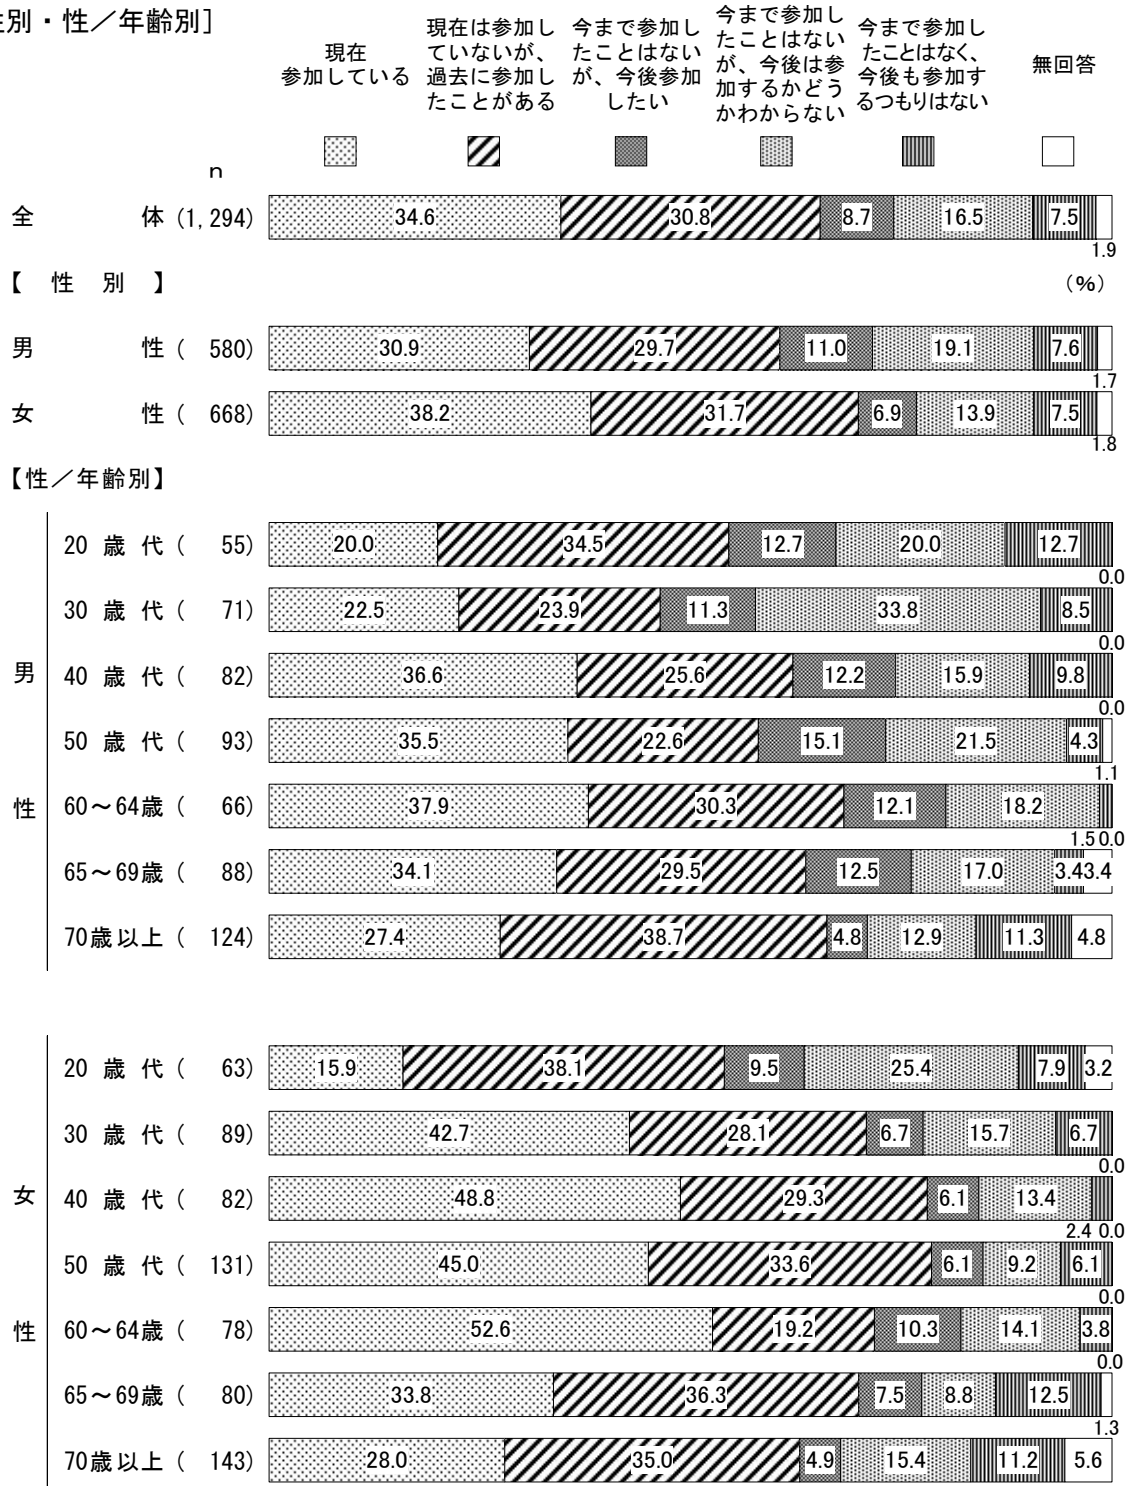 性別・性／年齢別］
現在
参加している
現在は参加し
ていないが、
過去に参加し
たことがある
今まで参加し
たことはない
が、今後参加
したい
今まで参加し
たことはない
が、今後は参
加するかどう
かわからない
今まで参加し
たことはなく、
今後も参加す
るつもりはない
無回答
n
全体 (1,294) 34.6 30.8 8.7 16.5 7.5
1.9
【性別】 (%)
男性 ( 580) 30.9 29.7 11.0 19.1 7.6
1.7
女性 ( 668) 38.2 31.7 6.9 13.9 7.5
1.8
【性／年齢別】
男性
20歳代 ( 55) 20.0 34.5 12.7 20.0 12.7
0.0
30歳代 ( 71) 22.5 23.9 11.3 33.8 8.5
0.0
40歳代 ( 82) 36.6 25.6 12.2 15.9 9.8
0.0
50歳代 ( 93) 35.5 22.6 15.1 21.5 4.3
1.1
60～64歳 ( 66) 37.9 30.3 12.1 18.2
1.5 0.0
65～69歳 ( 88) 34.1 29.5 12.5 17.0 3.4 3.4
70歳以上 ( 124) 27.4 38.7 4.8 12.9 11.3 4.8
女性
20歳代 ( 63) 15.9 38.1 9.5 25.4 7.9 3.2
30歳代 ( 89) 42.7 28.1 6.7 15.7 6.7
0.0
40歳代 ( 82) 48.8 29.3 6.1 13.4
2.4 0.0
50歳代 ( 131) 45.0 33.6 6.1 9.2 6.1
0.0
60～64歳 ( 78) 52.6 19.2 10.3 14.1 3.8
0.0
65～69歳 ( 80) 33.8 36.3 7.5 8.8 12.5
1.3
70歳以上 ( 143) 28.0 35.0 4.9 15.4 11.2 5.6